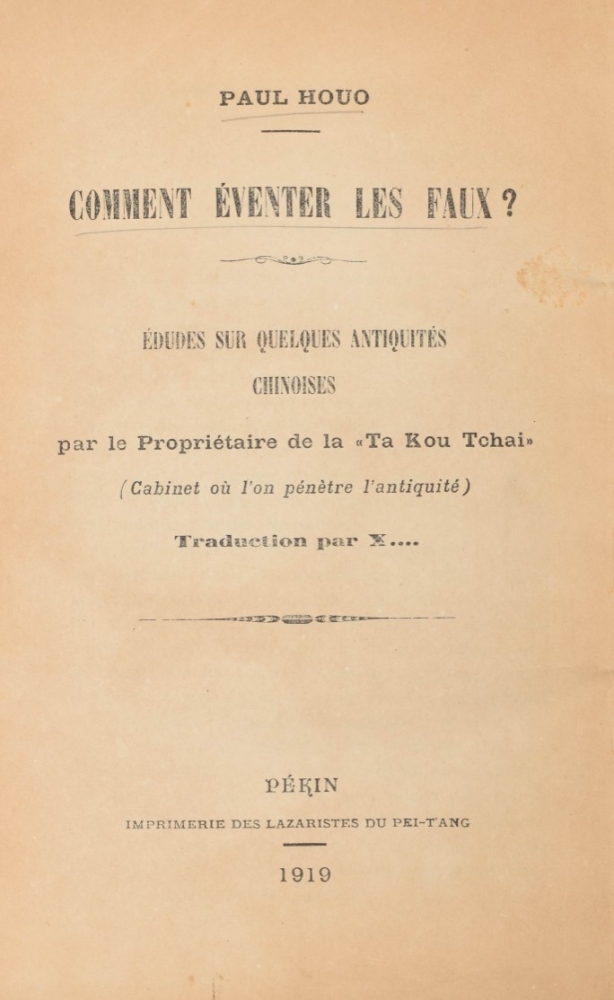 PAUL HOUO
COMMENT ÉVENTER LES FAUX ?
ÉDUDES SUR QUELQUES ANTIQUITÉS
CHINOISES
par le Propriétaire de la «Ta Kou Tchai»
(Cabinet où l'on pénètre l'antiquité)
Traduction par X....
PÉKIN
IMPRIMERIE DES LAZARISTES DU PEI-T'ANG
1919